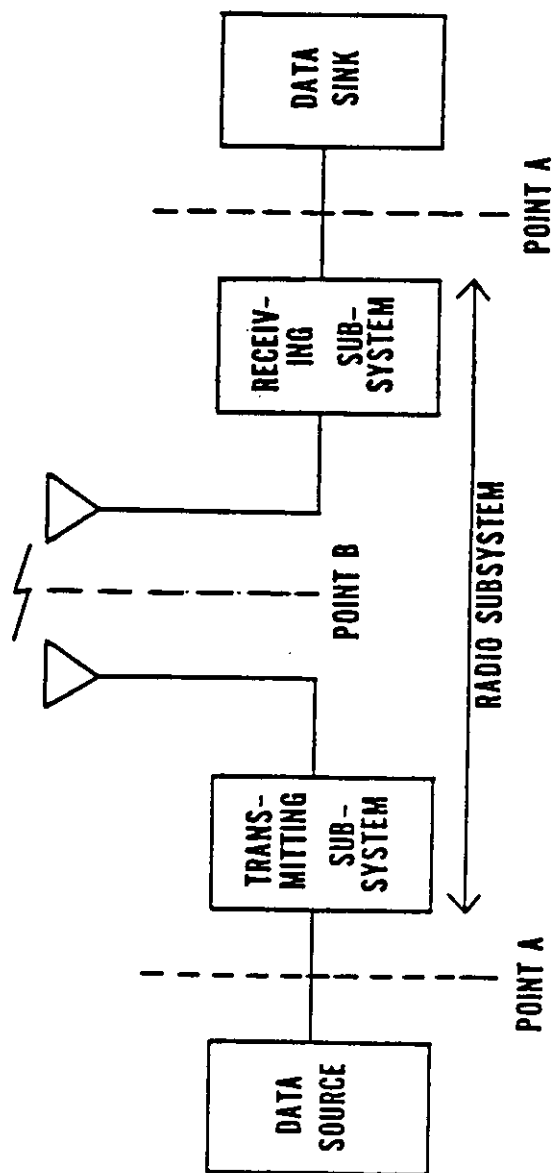 DATA
SOURCE
POINT A
TRANS-
MITTING
SUB-
SYSTEM
POINT B
RADIO SUBSYSTEM
RECEIV-
ING
SUB-
SYSTEM
POINT A
DATA
SINK